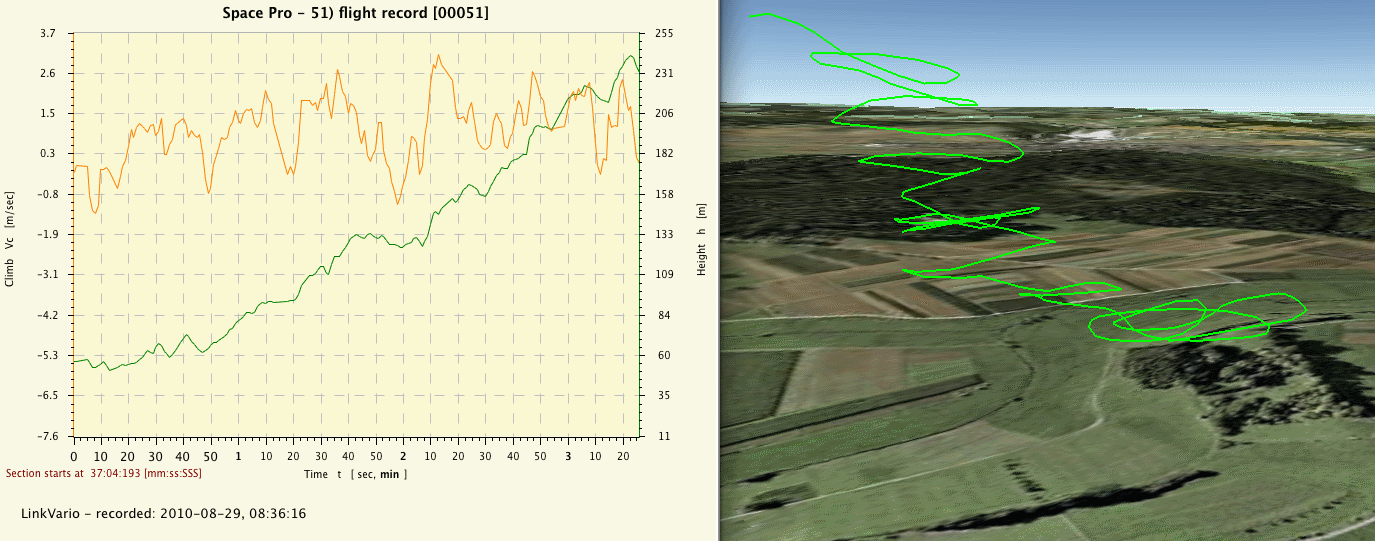 Space Pro – 51) flight record [00051]
3.7 255
2.6 231
1.5 206
0.3 182
-0.8 158
-1.9 133
-3.1 109
-4.2 84
-5.3 60
-6.5 35
-7.6 11
Climb Vc [m/sec]
Height h [m]
0 10 20 30 40 50 1 10 20 30 40 50 2 10 20 30 40 50 3 10 20
Section starts at 37:04:193 [mm:ss:SSS] Time t [ sec, min ]
LinkVario – recorded: 2010-08-29, 08:36:16